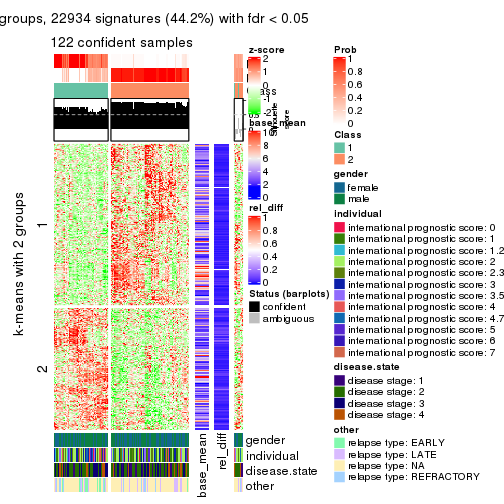 groups, 22934 signatures (44.2%) with fdr < 0.05
122 confident samples
k-means with 2 groups
1
2
z-score
2
1
0
-1
-2
base_mean
10
8
6
4
2
0
rel_diff
1
0.8
0.6
0.4
0.2
0
Status (barplots)
confident
ambiguous
Silhouette
score
base_mean
rel_diff
gender
individual
disease.state
other
Prob
1
0.8
0.6
0.4
0.2
0
Class
1
2
gender
female
male
individual
international prognostic score: 0
international prognostic score: 1
international prognostic score: 1.2
international prognostic score: 2
international prognostic score: 2.3
international prognostic score: 3
international prognostic score: 3.5
international prognostic score: 4
international prognostic score: 4.7
international prognostic score: 5
international prognostic score: 6
international prognostic score: 7
disease.state
disease stage: 1
disease stage: 2
disease stage: 3
disease stage: 4
other
relapse type: EARLY
relapse type: LATE
relapse type: NA
relapse type: REFRACTORY